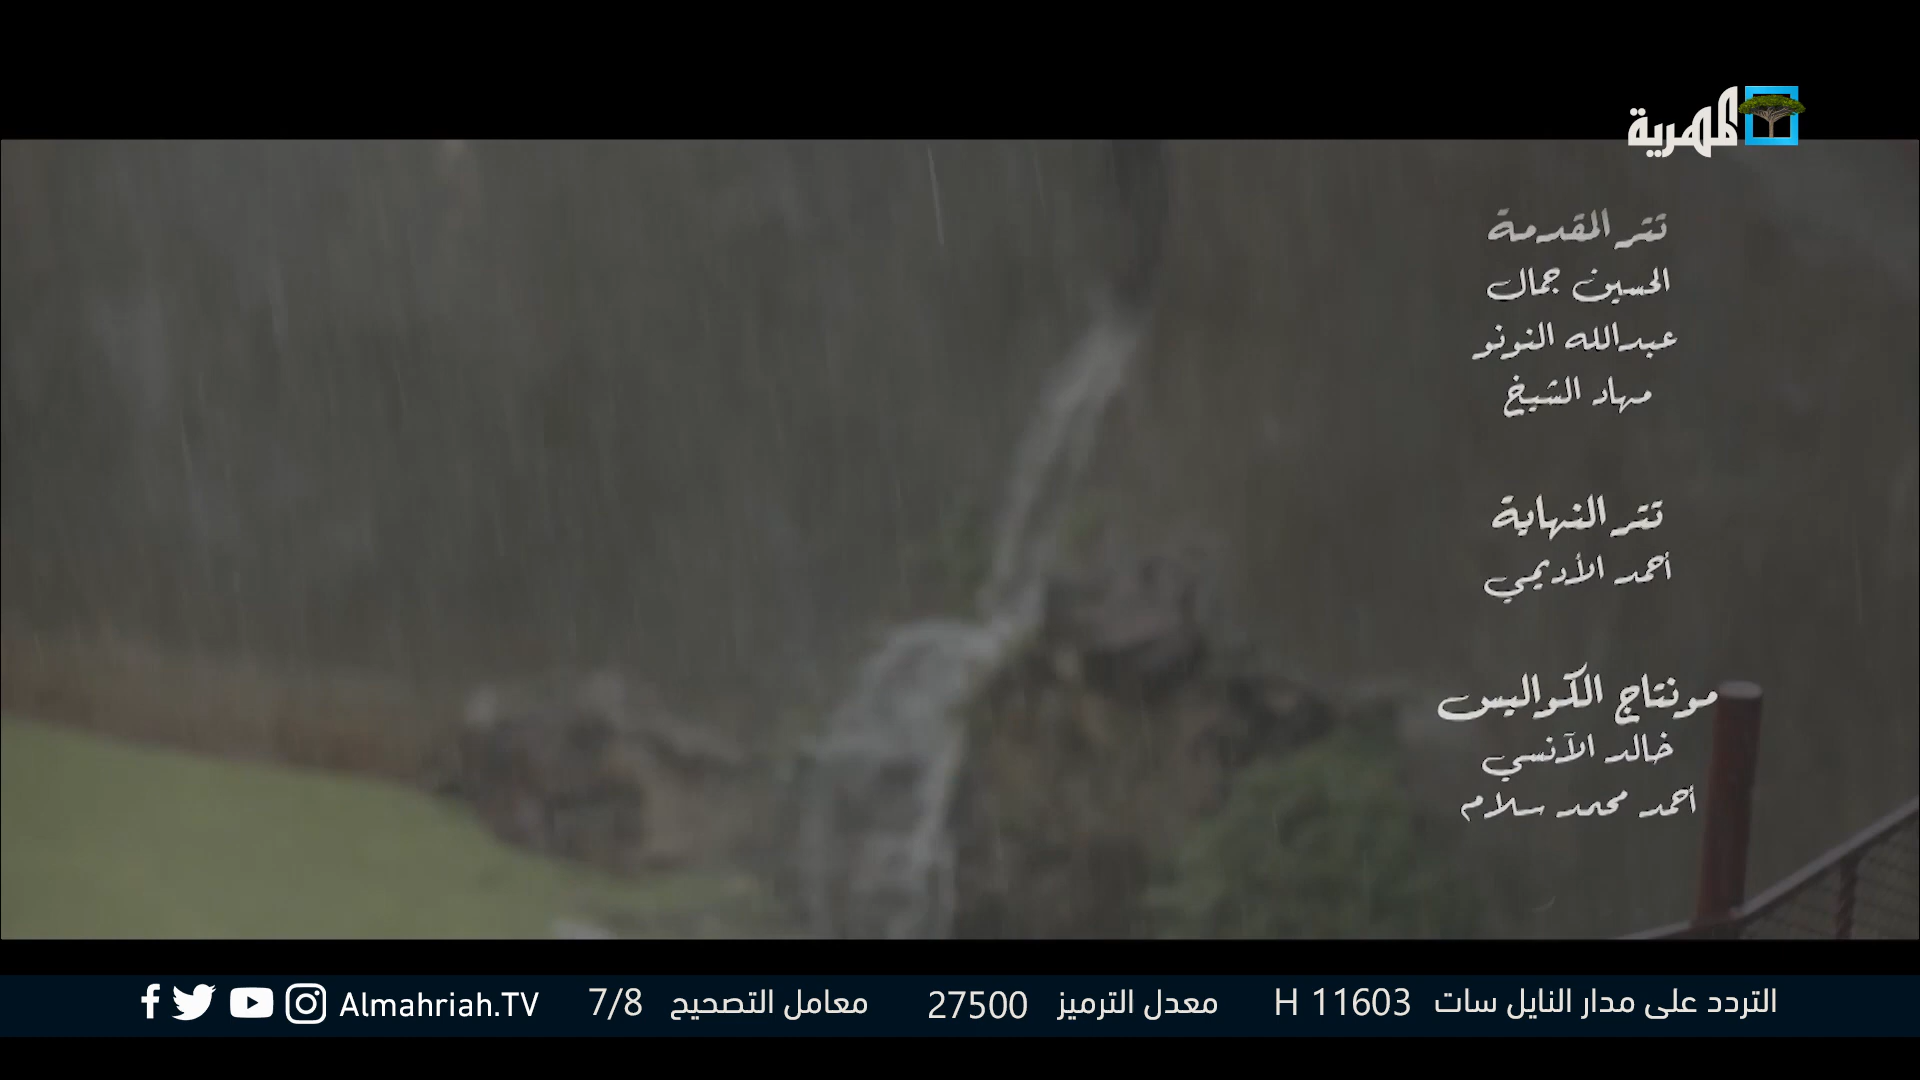 المهرية
تتر المقدمة
الحسين جمال
عبدالله النونو
مهاد الشيخ
تتر النهاية
أحمد الأديمي
مونتاج الكواليس
خالد الآنسي
أحمد محمد سلام
التردد على مدار النايل سات 11603 H معدل الترميز 27500 معامل التصحيح 7/8 Almahriah.TV